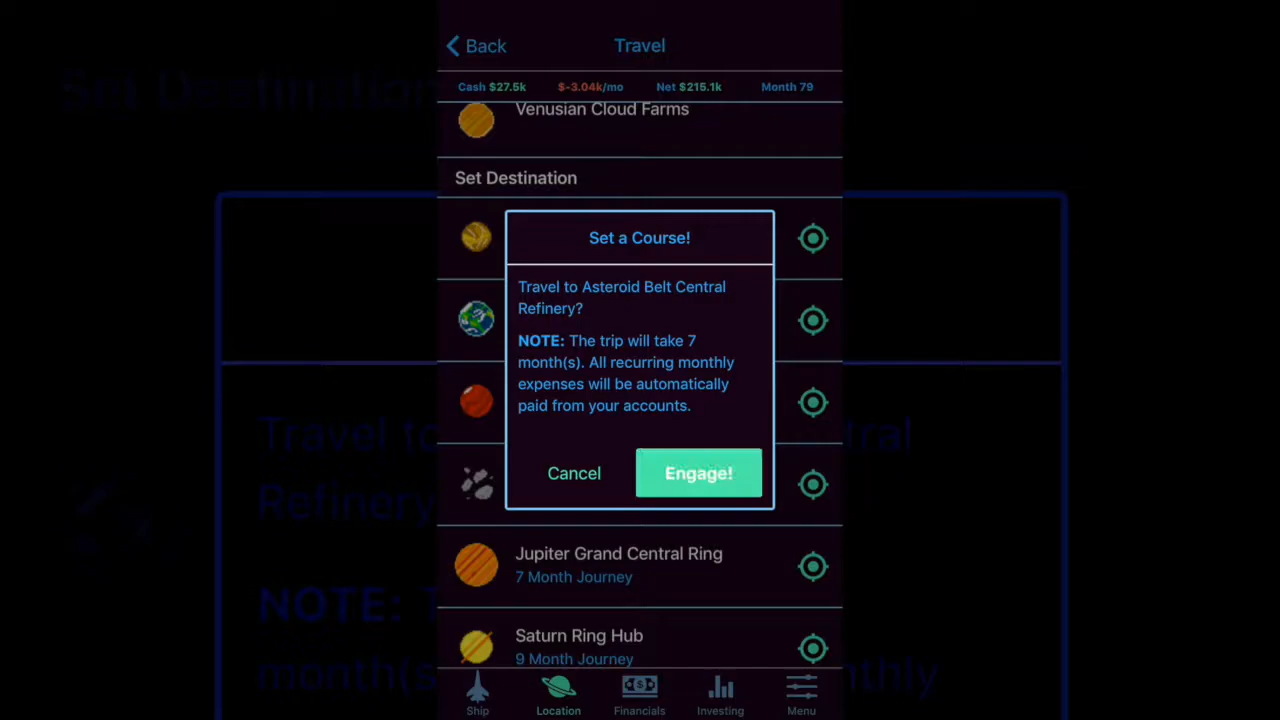 Back
Travel
Cash $27.5k
$-3.04k/mo
Net $215.1k
Month 79
Venusian Cloud Farms
Set Destination
Set a Course!
Travel to Asteroid Belt Central
Refinery?
NOTE: The trip will take 7
month(s). All recurring monthly
expenses will be automatically
paid from your accounts.
Cancel
Engage!
Jupiter Grand Central Ring
7 Month Journey
Saturn Ring Hub
9 Month Journey
Ship
Location
Financials
Investing
Menu